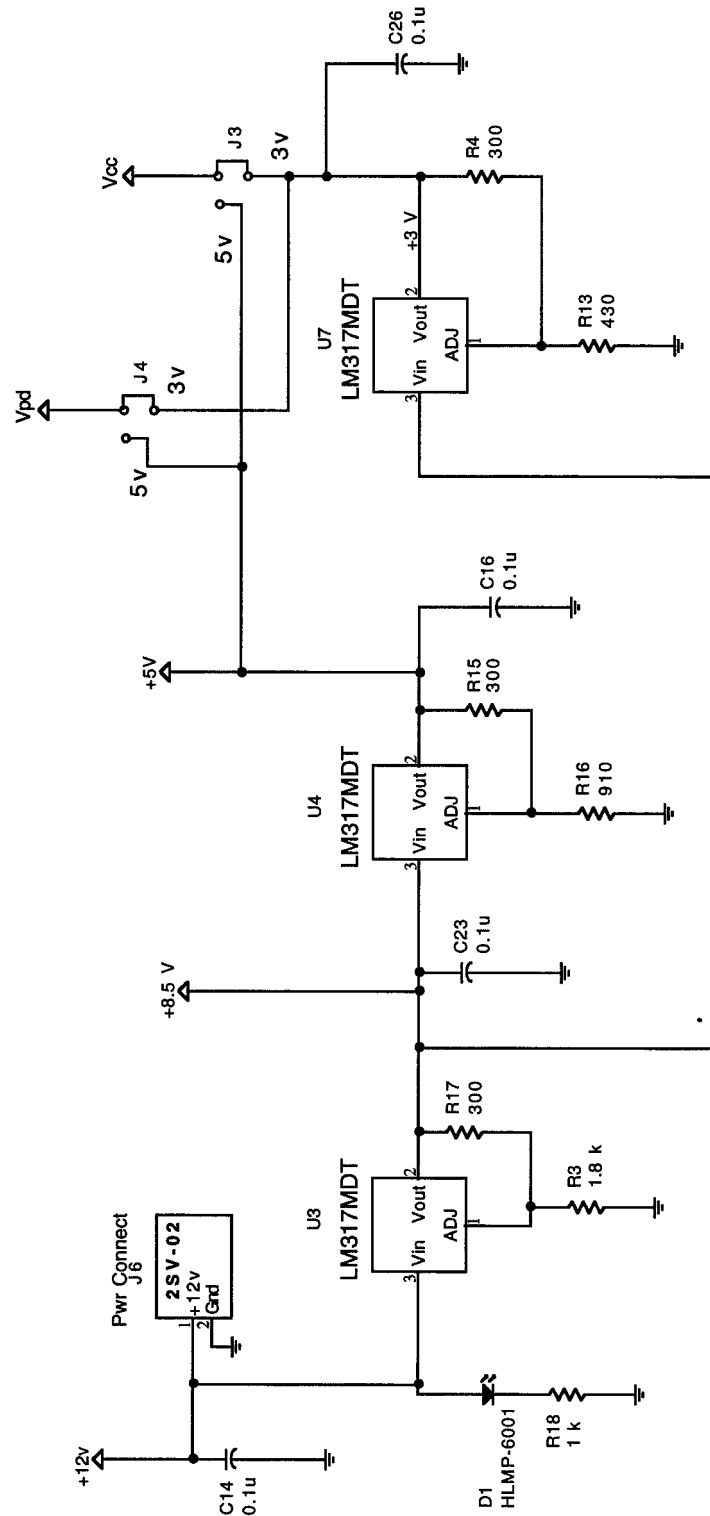 +12v
C14
0.1u
Pwr Connect
J6
2SV-02
1
+12v
2
Gnd
D1
HLMP-6001
R18
1 k
U3
LM317MDT
3
Vin
Vout
2
ADJ
1
R17
300
R3
1.8 k
+8.5 V
C23
0.1u
U4
LM317MDT
3
Vin
Vout
2
ADJ
1
R15
300
R16
910
+5V
C16
0.1u
Vpd
J4
5v
3v
Vcc
J3
5v
3v
U7
LM317MDT
3
Vin
Vout
2
ADJ
1
+3 V
R4
300
R13
430
C26
0.1u